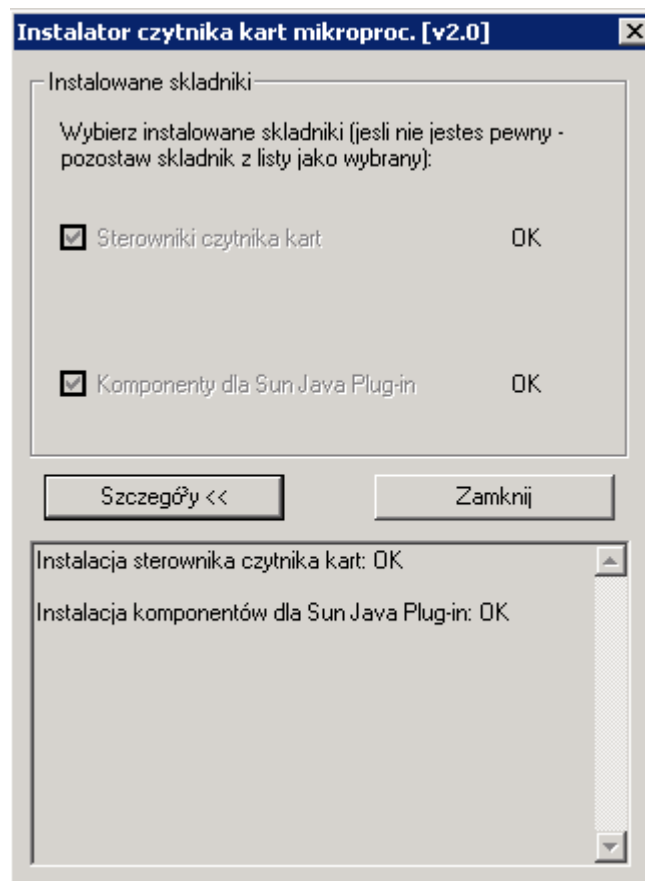 Instalator czytnika kart mikroproc. [v2.0]
Instalowane skladniki
Wybierz instalowane skladniki (jesli nie jestes pewny -
pozostaw skladnik z listy jako wybrany):
Sterowniki czytnika kart OK
Komponenty dla Sun Java Plug-in OK
Szczegó³y << Zamknij
Instalacja sterownika czytnika kart: OK
Instalacja komponentów dla Sun Java Plug-in: OK